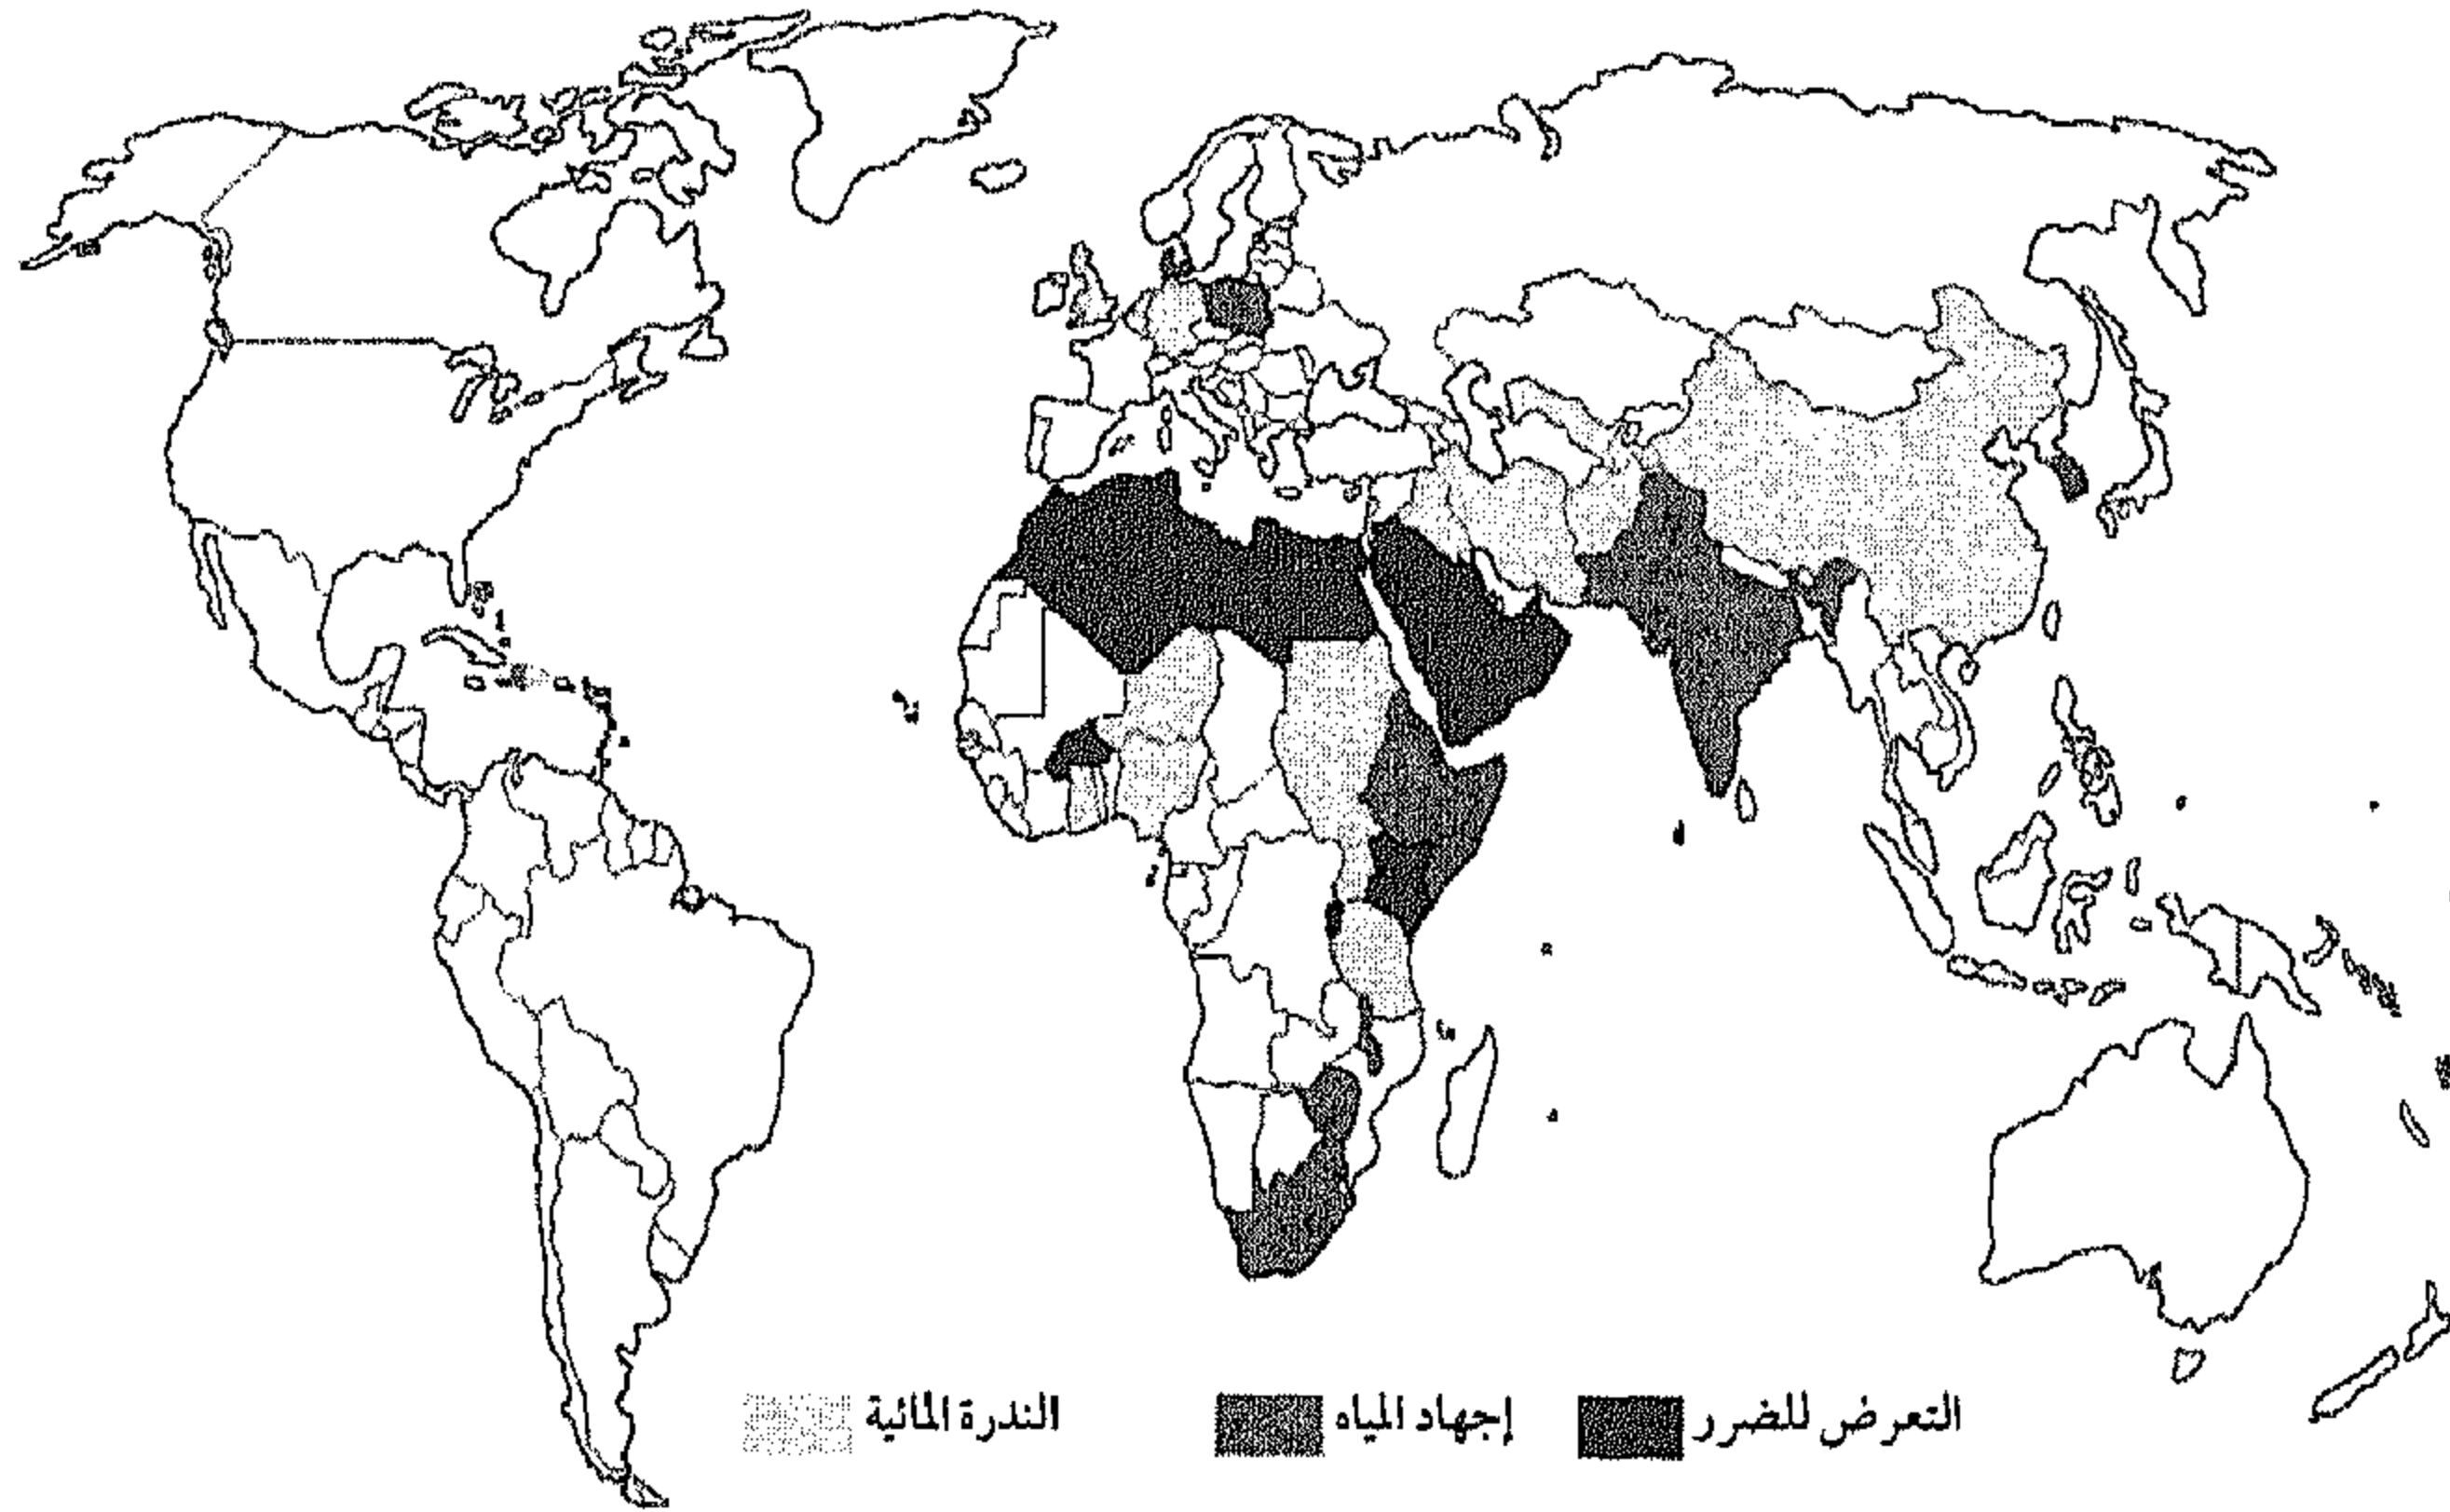 التعرض للضرر
إجهاد المياه
الندرة المائية